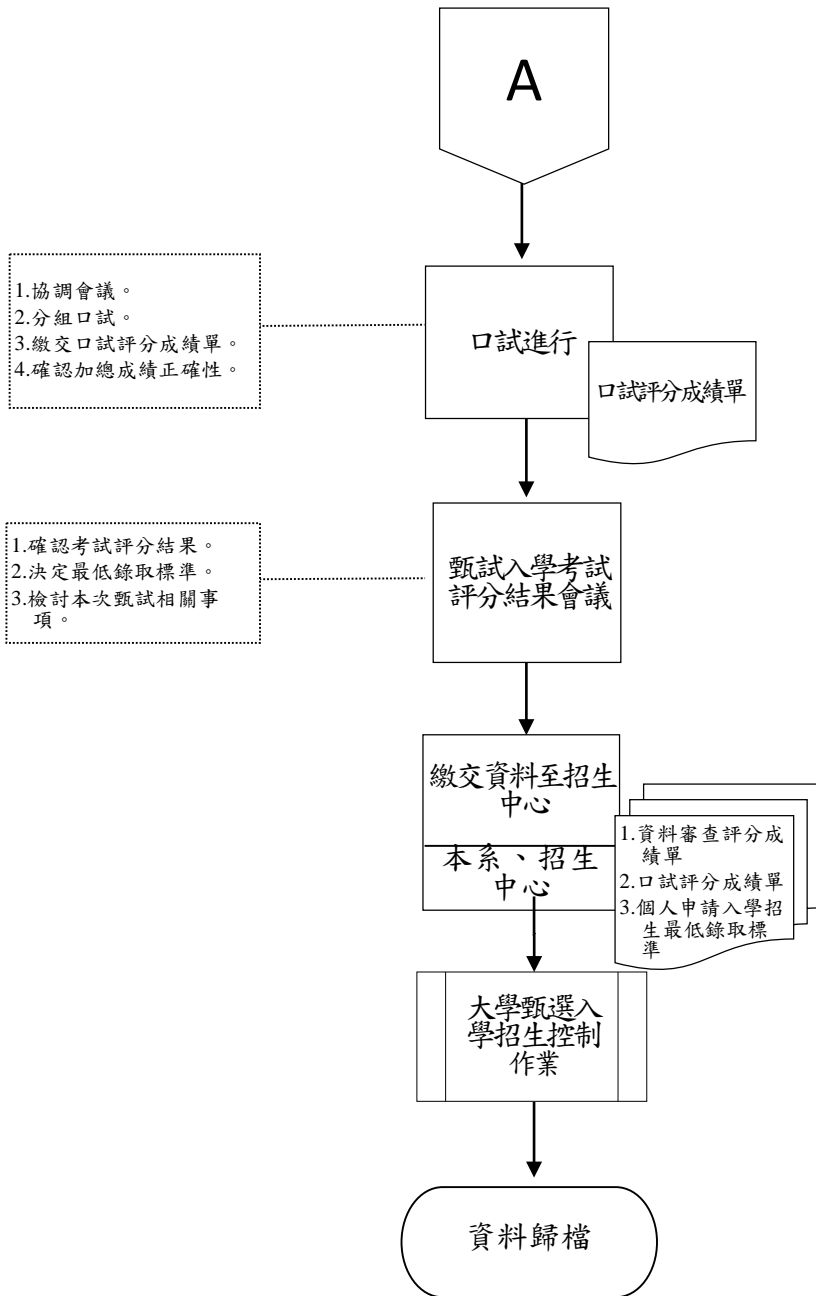 A
1.協調會議。
2.分組口試。
3.繳交口試評分成績單。
4.確認加總成績正確性。
口試進行
口試評分成績單
1.確認考試評分結果。
2.決定最低錄取標準。
3.檢討本次甄試相關事
項。
甄試入學考試
評分結果會議
繳交資料至招生
中心
本系、招生
中心
1.資料審查評分成
績單
2.口試評分成績單
3.個人申請入學招
生最低錄取標
準
大學甄選入
學招生控制
作業
資料歸檔